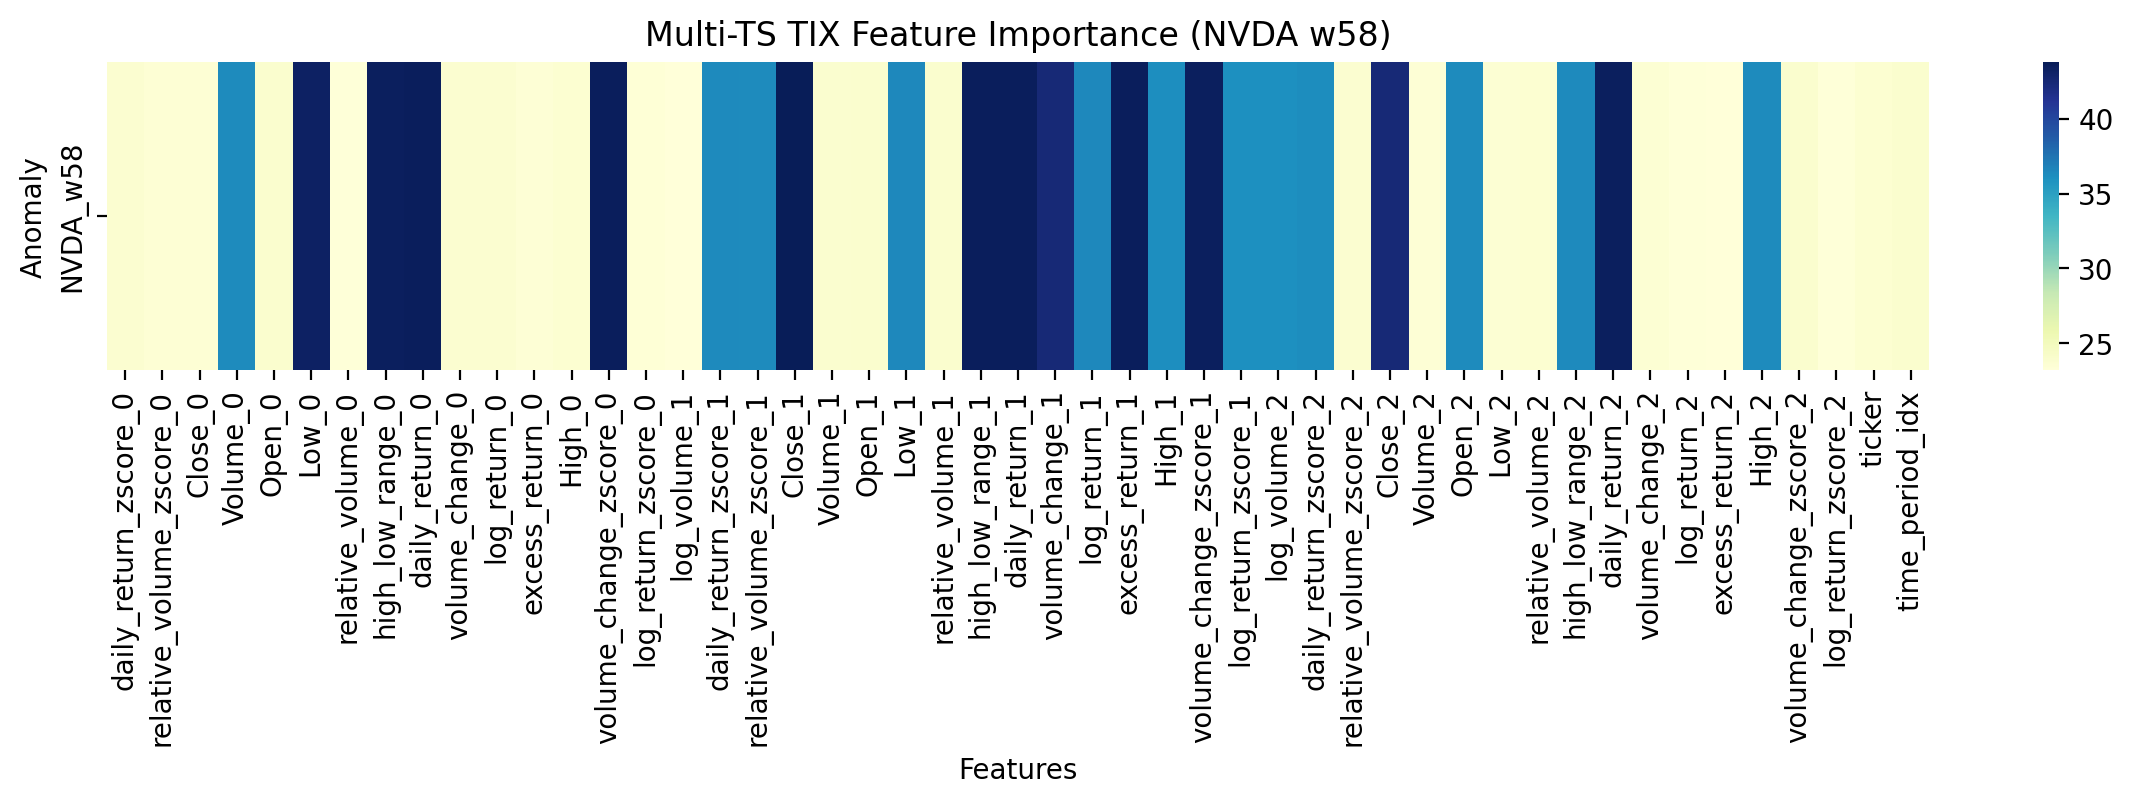 Multi-TS TIX Feature Importance (NVDA w58)
Anomaly
NVDA_w58
40
35
30
25
daily_return_zscore_0
relative_volume_zscore_0
Close_0
Volume_0
Open_0
Low_0
relative_volume_0
high_low_range_0
daily_return_0
volume_change_0
log_return_0
excess_return_0
High_0
volume_change_zscore_0
log_return_zscore_0
log_volume_1
daily_return_zscore_1
relative_volume_zscore_1
Close_1
Volume_1
Open_1
Low_1
relative_volume_1
high_low_range_1
daily_return_1
volume_change_1
log_return_1
excess_return_1
High_1
volume_change_zscore_1
log_return_zscore_1
log_volume_2
daily_return_zscore_2
relative_volume_zscore_2
Close_2
Volume_2
Open_2
Low_2
relative_volume_2
high_low_range_2
daily_return_2
volume_change_2
log_return_2
excess_return_2
High_2
volume_change_zscore_2
log_return_zscore_2
ticker
time_period_idx
Features